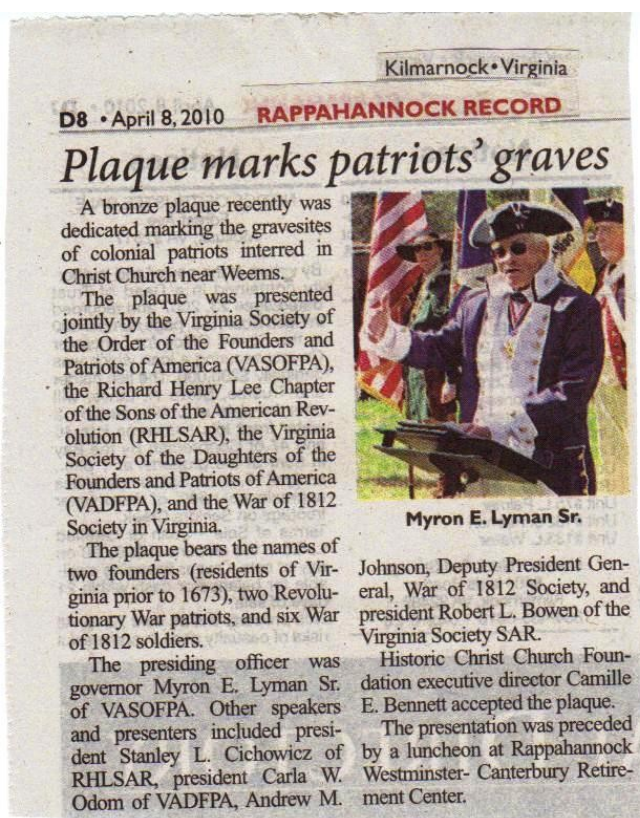 Kilmarnock • Virginia
D8 • April 8, 2010 RAPPAHANNOCK RECORD
Plaque marks patriots' graves
A bronze plaque recently was
dedicated marking the gravesites
of colonial patriots interred in
Christ Church near Weems.
The plaque was presented
jointly by the Virginia Society of
the Order of the Founders and
Patriots of America (VASOFPA),
the Richard Henry Lee Chapter
of the Sons of the American Rev-
olution (RHLSAR), the Virginia
Society of the Daughters of the
Founders and Patriots of America
(VADFPA), and the War of 1812
Society in Virginia.
The plaque bears the names of
two founders (residents of Vir-
ginia prior to 1673), two Revolu-
tionary War patriots, and six War
of 1812 soldiers.
The presiding officer was
governor Myron E. Lyman Sr.
of VASOFPA. Other speakers
and presenters included presi-
dent Stanley L. Cichowicz of
RHLSAR, president Carla W.
Odom of VADFPA, Andrew M.
Myron E. Lyman Sr.
Johnson, Deputy President Gen-
eral, War of 1812 Society, and
president Robert L. Bowen of the
Virginia Society SAR.
Historic Christ Church Foun-
dation executive director Camille
E. Bennett accepted the plaque.
The presentation was preceded
by a luncheon at Rappahannock
Westminster- Canterbury Retire-
ment Center.